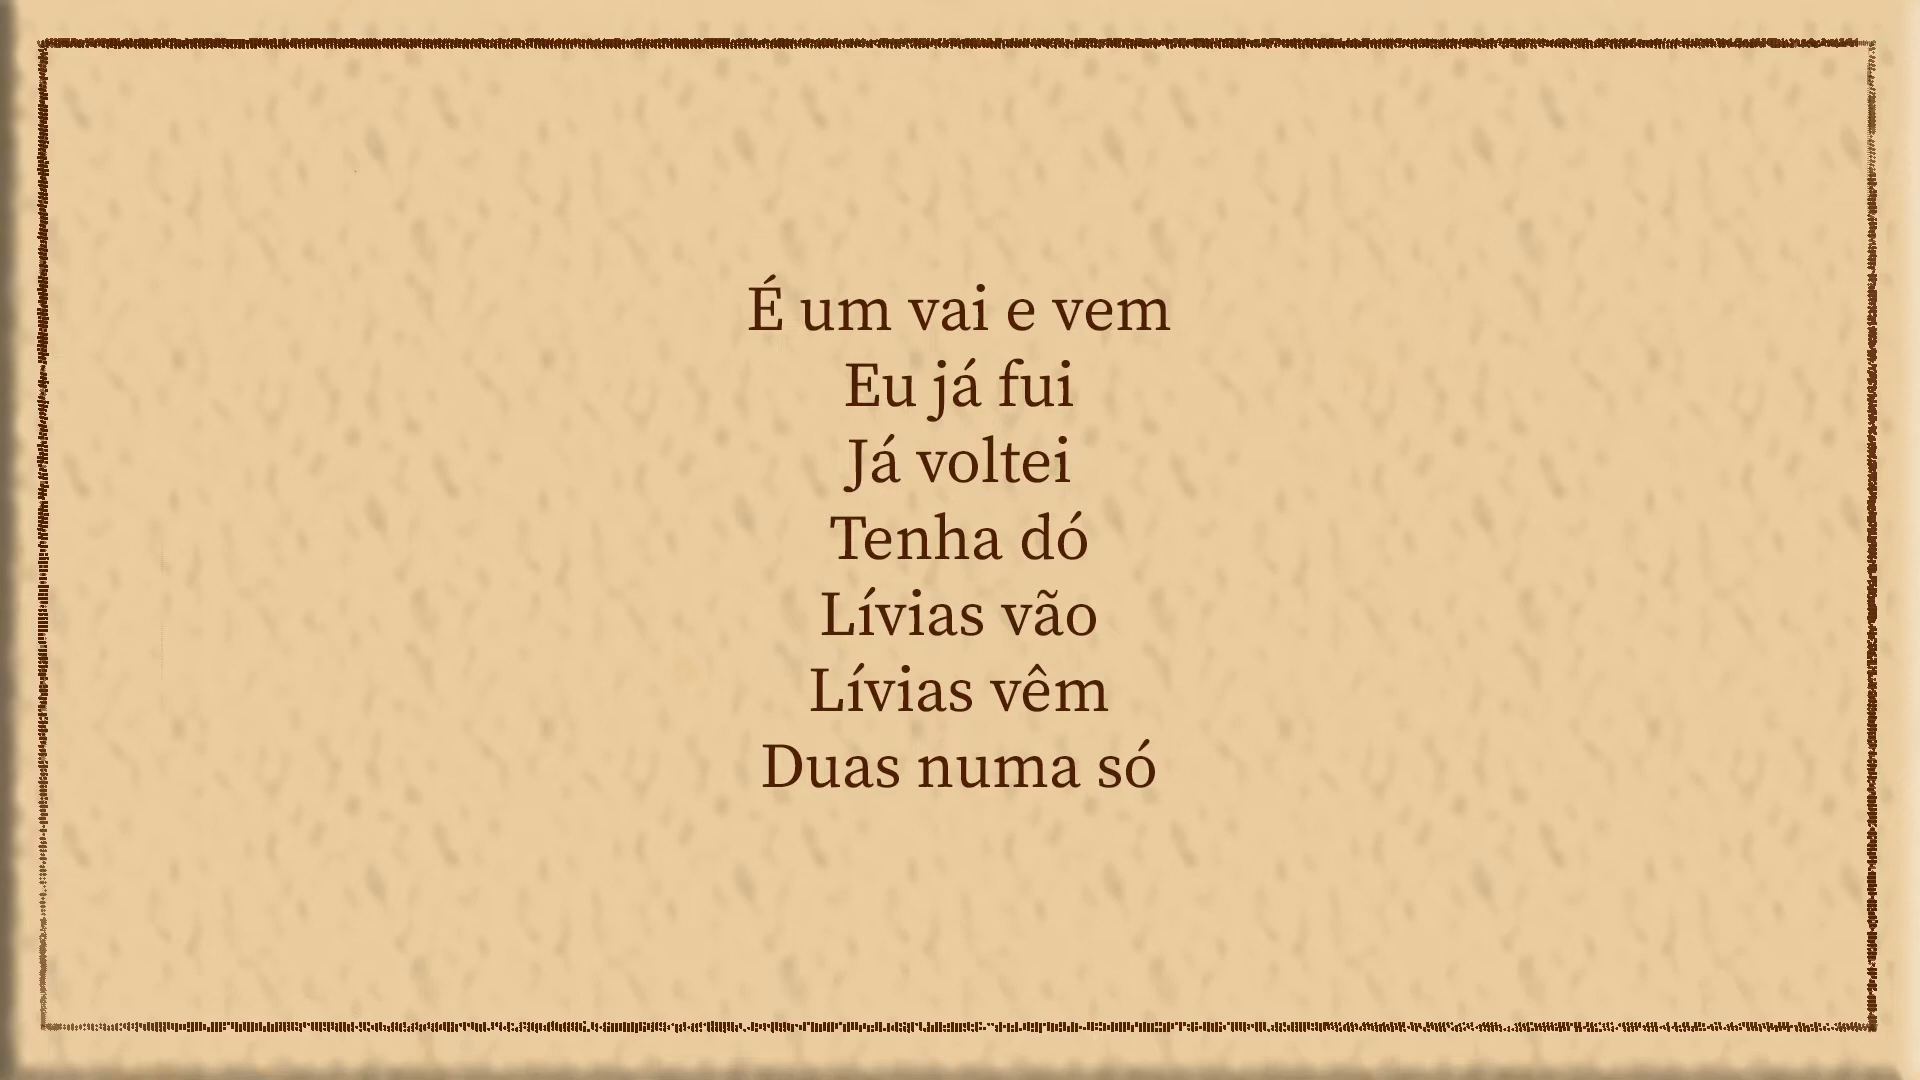 É um vai e vem
Eu já fui
Já voltei
Tenha dó
Lívias vão
Lívias vêm
Duas numa só